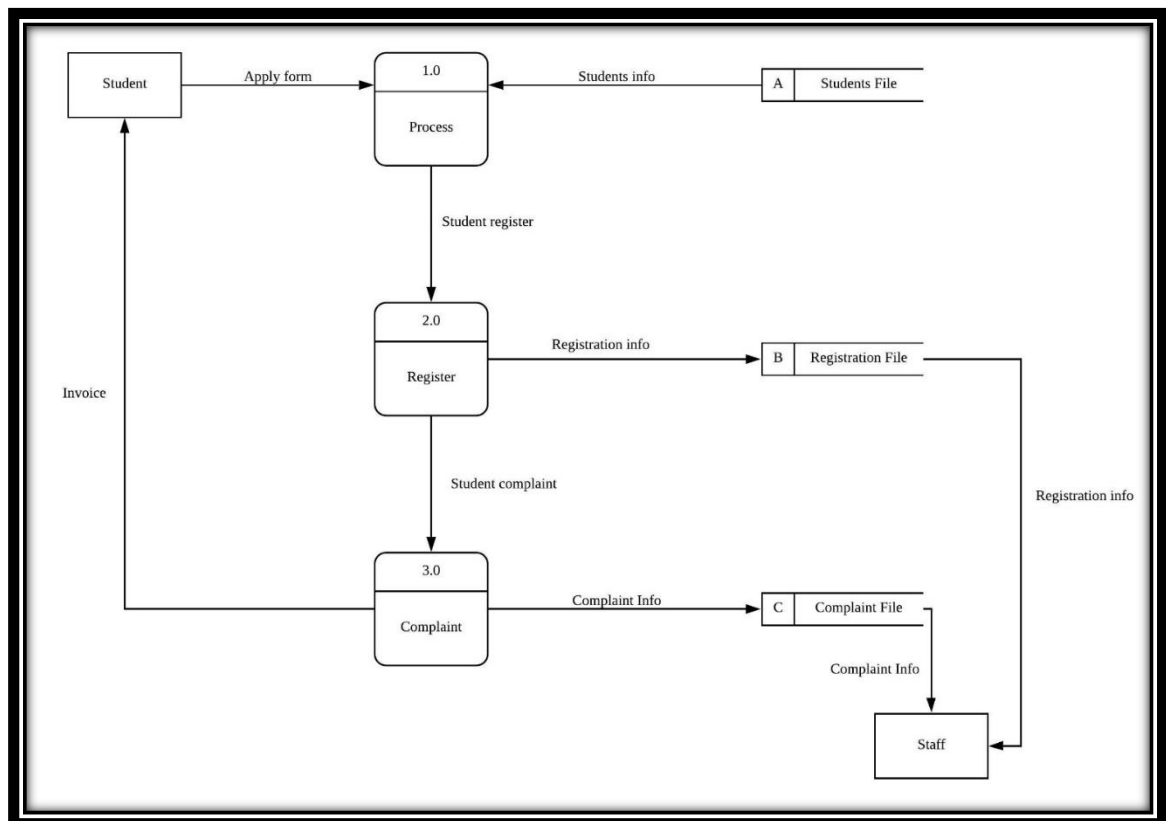 Student
Apply form
1.0
Process
Students info
A
Students File
Student register
2.0
Register
Registration info
B
Registration File
Invoice
Student complaint
Registration info
3.0
Complaint
Complaint Info
C
Complaint File
Complaint Info
Staff